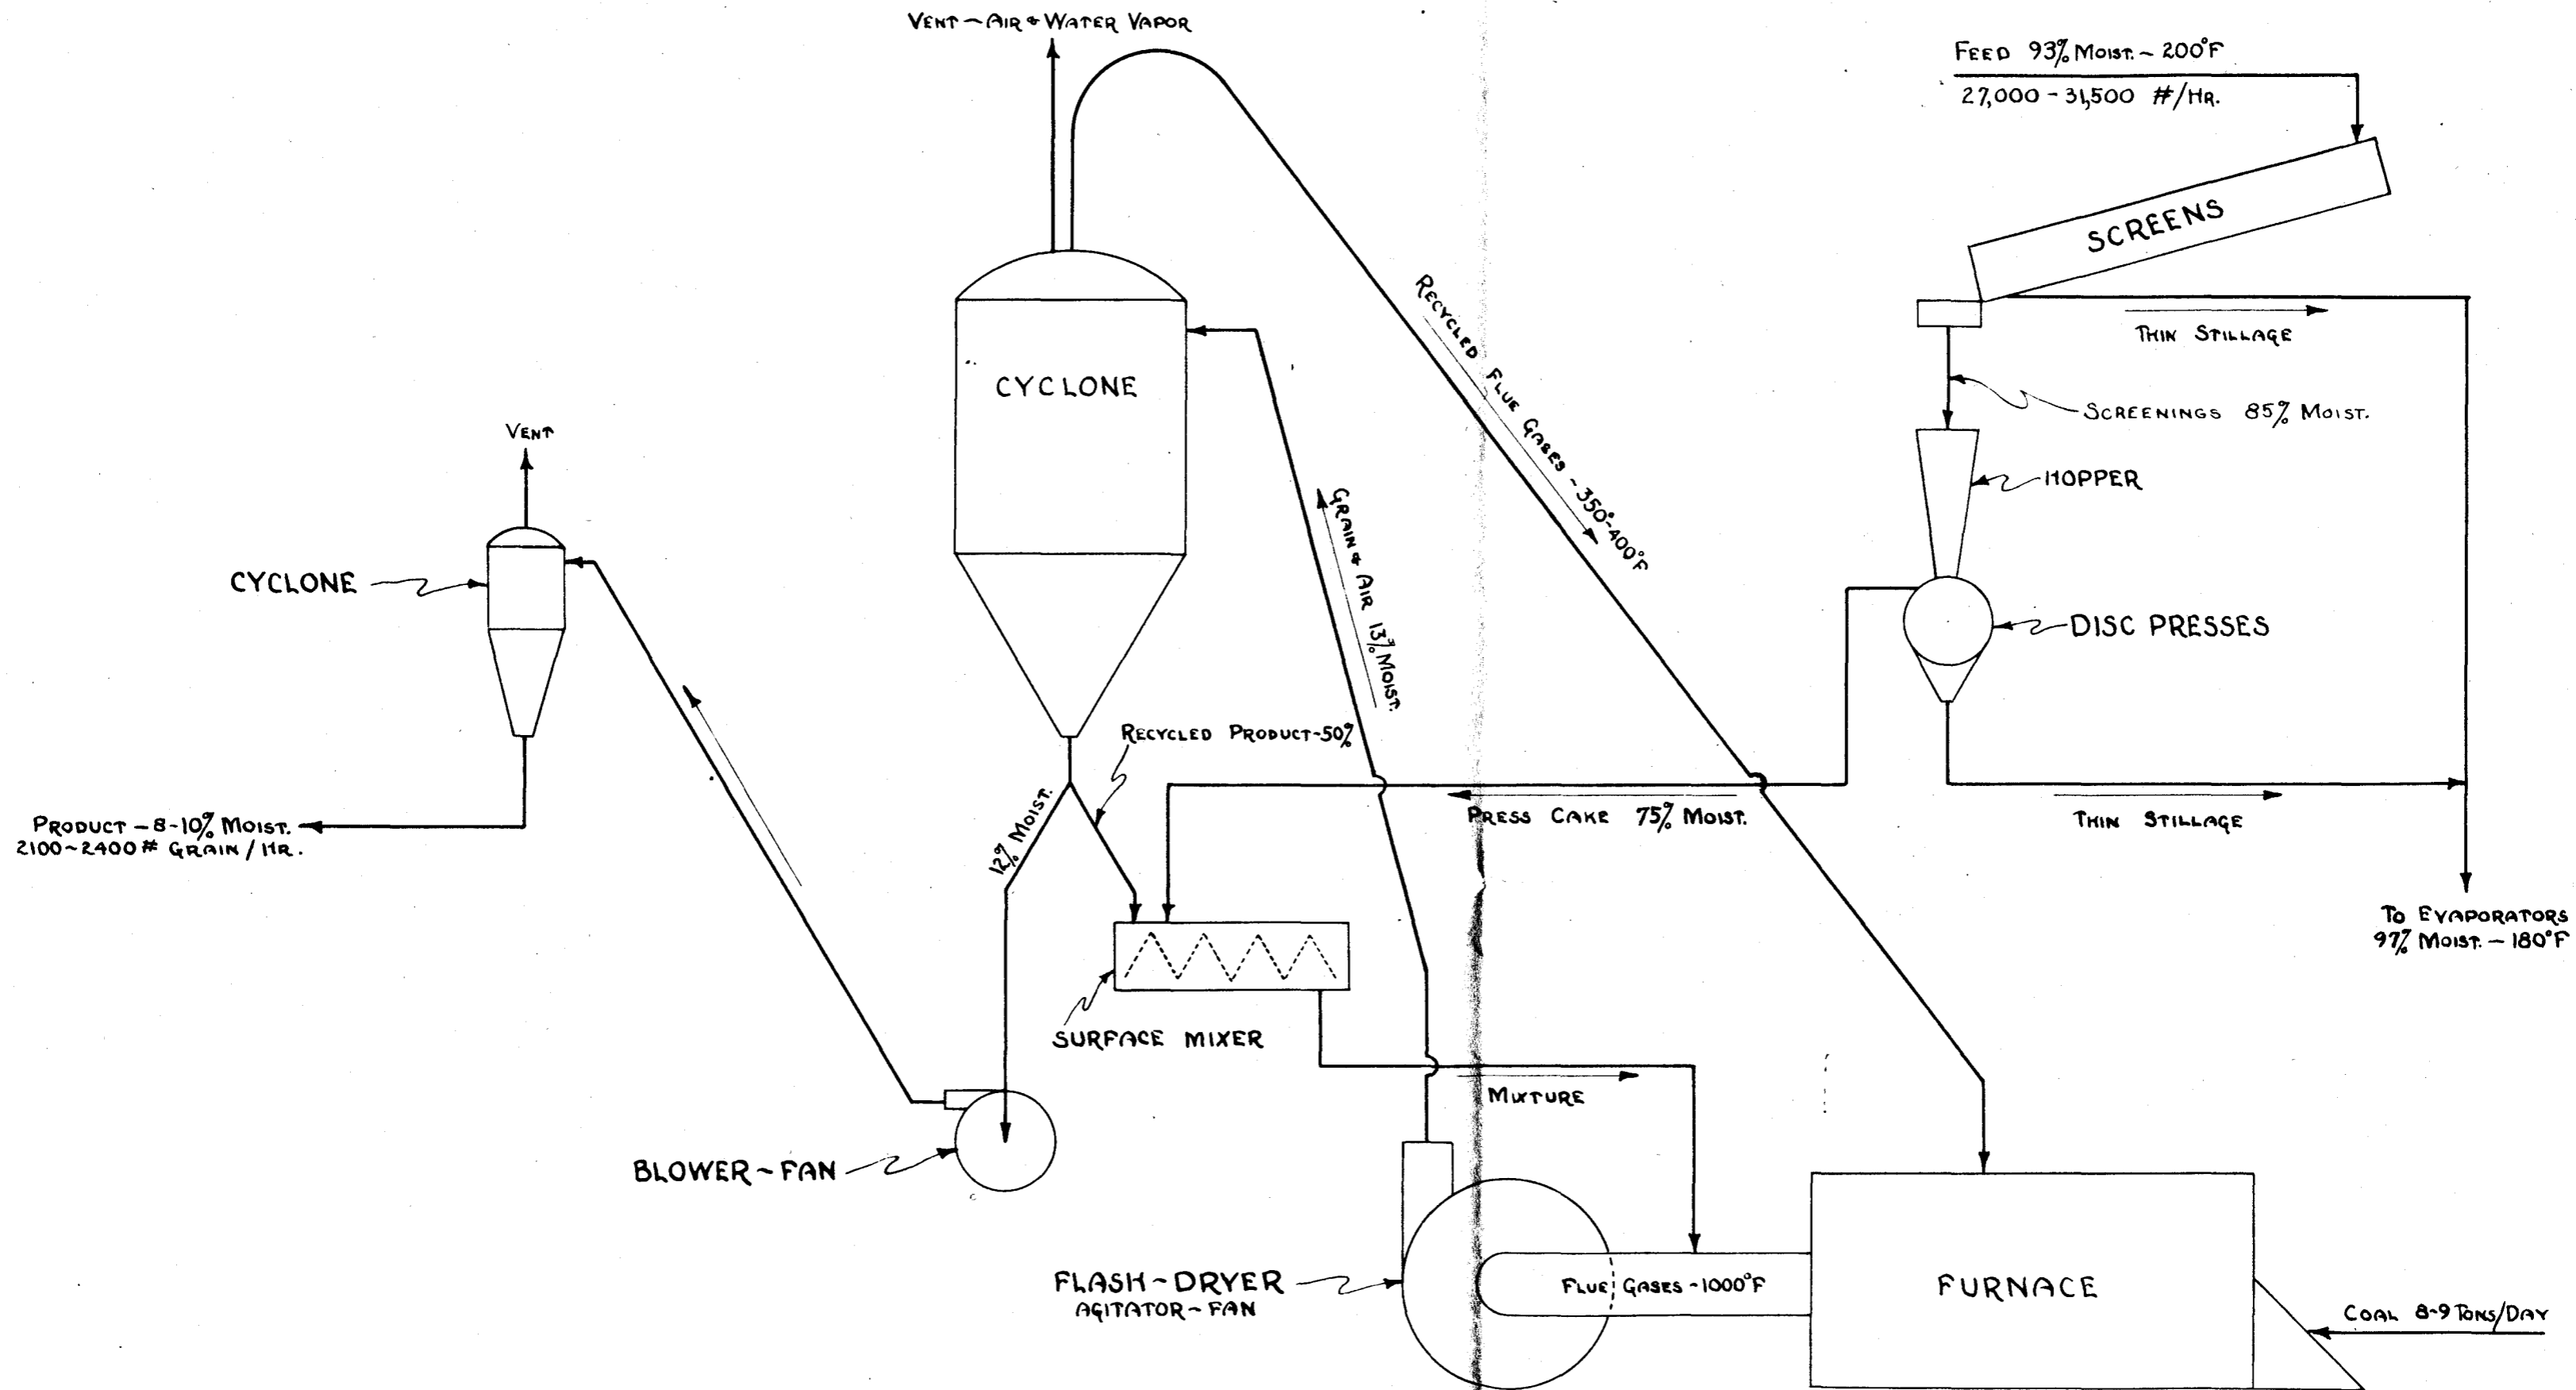 VENT~AIR & WATER VAPOR
FEED 93% MOIST. ~ 200°F
27,000 - 31,500 #/HR.
SCREENS
THIN STILLAGE
RECYCLED FLUE GASES - 350°-400°F
CYCLONE
SCREENINGS 85% MOIST.
VENT
HOPPER
GRAIN & AIR 13% MOIST.
CYCLONE
DISC PRESSES
RECYCLED PRODUCT-50%
12% MOIST.
PRESS CAKE 75% MOIST.
THIN STILLAGE
PRODUCT - 8-10% MOIST.
2100~2400 # GRAIN / HR.
TO EVAPORATORS
97% MOIST. - 180°F
SURFACE MIXER
MIXTURE
BLOWER~FAN
FLASH~DRYER
AGITATOR~FAN
FLUE GASES -1000°F
FURNACE
COAL 8-9 TONS/DAY